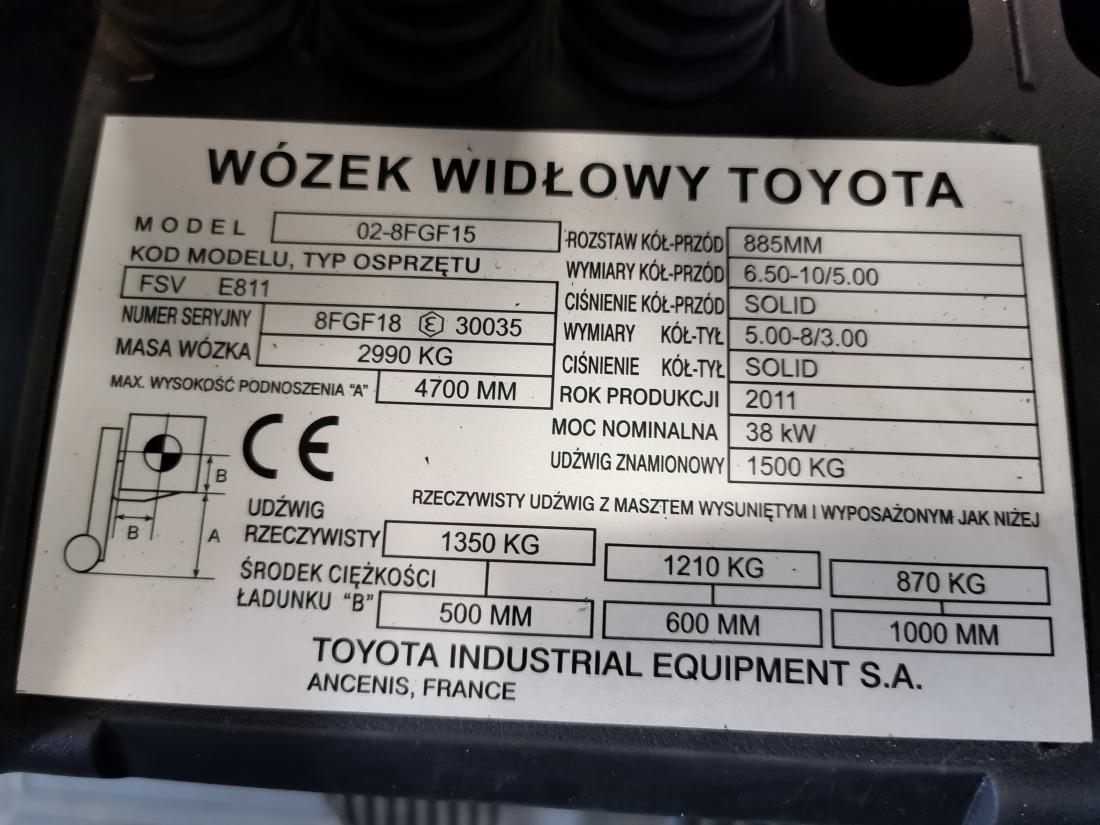 WÓZEK WIDŁOWY TOYOTA
MODEL 02-8FGF15
KOD MODELU, TYP OSPRZĘTU
FSV E811
NUMER SERYJNY 8FGF18 E 30035
MASA WÓZKA 2990 KG
MAX. WYSOKOŚĆ PODNOSZENIA "A" 4700 MM
ROZSTAW KÓŁ-PRZÓD 885MM
WYMIARY KÓŁ-PRZÓD 6.50-10/5.00
CIŚNIENIE KÓŁ-PRZÓD SOLID
WYMIARY KÓŁ-TYŁ 5.00-8/3.00
CIŚNIENIE KÓŁ-TYŁ SOLID
ROK PRODUKCJI 2011
MOC NOMINALNA 38 kW
UDŹWIG ZNAMIONOWY 1500 KG
B
B
A
CE
RZECZYWISTY UDŹWIG Z MASZTEM WYSUNIĘTYM I WYPOSAŻONYM JAK NIŻEJ
UDŹWIG
RZECZYWISTY 1350 KG 1210 KG 870 KG
ŚRODEK CIĘŻKOŚCI
ŁADUNKU "B" 500 MM 600 MM 1000 MM
TOYOTA INDUSTRIAL EQUIPMENT S.A.
ANCENIS, FRANCE